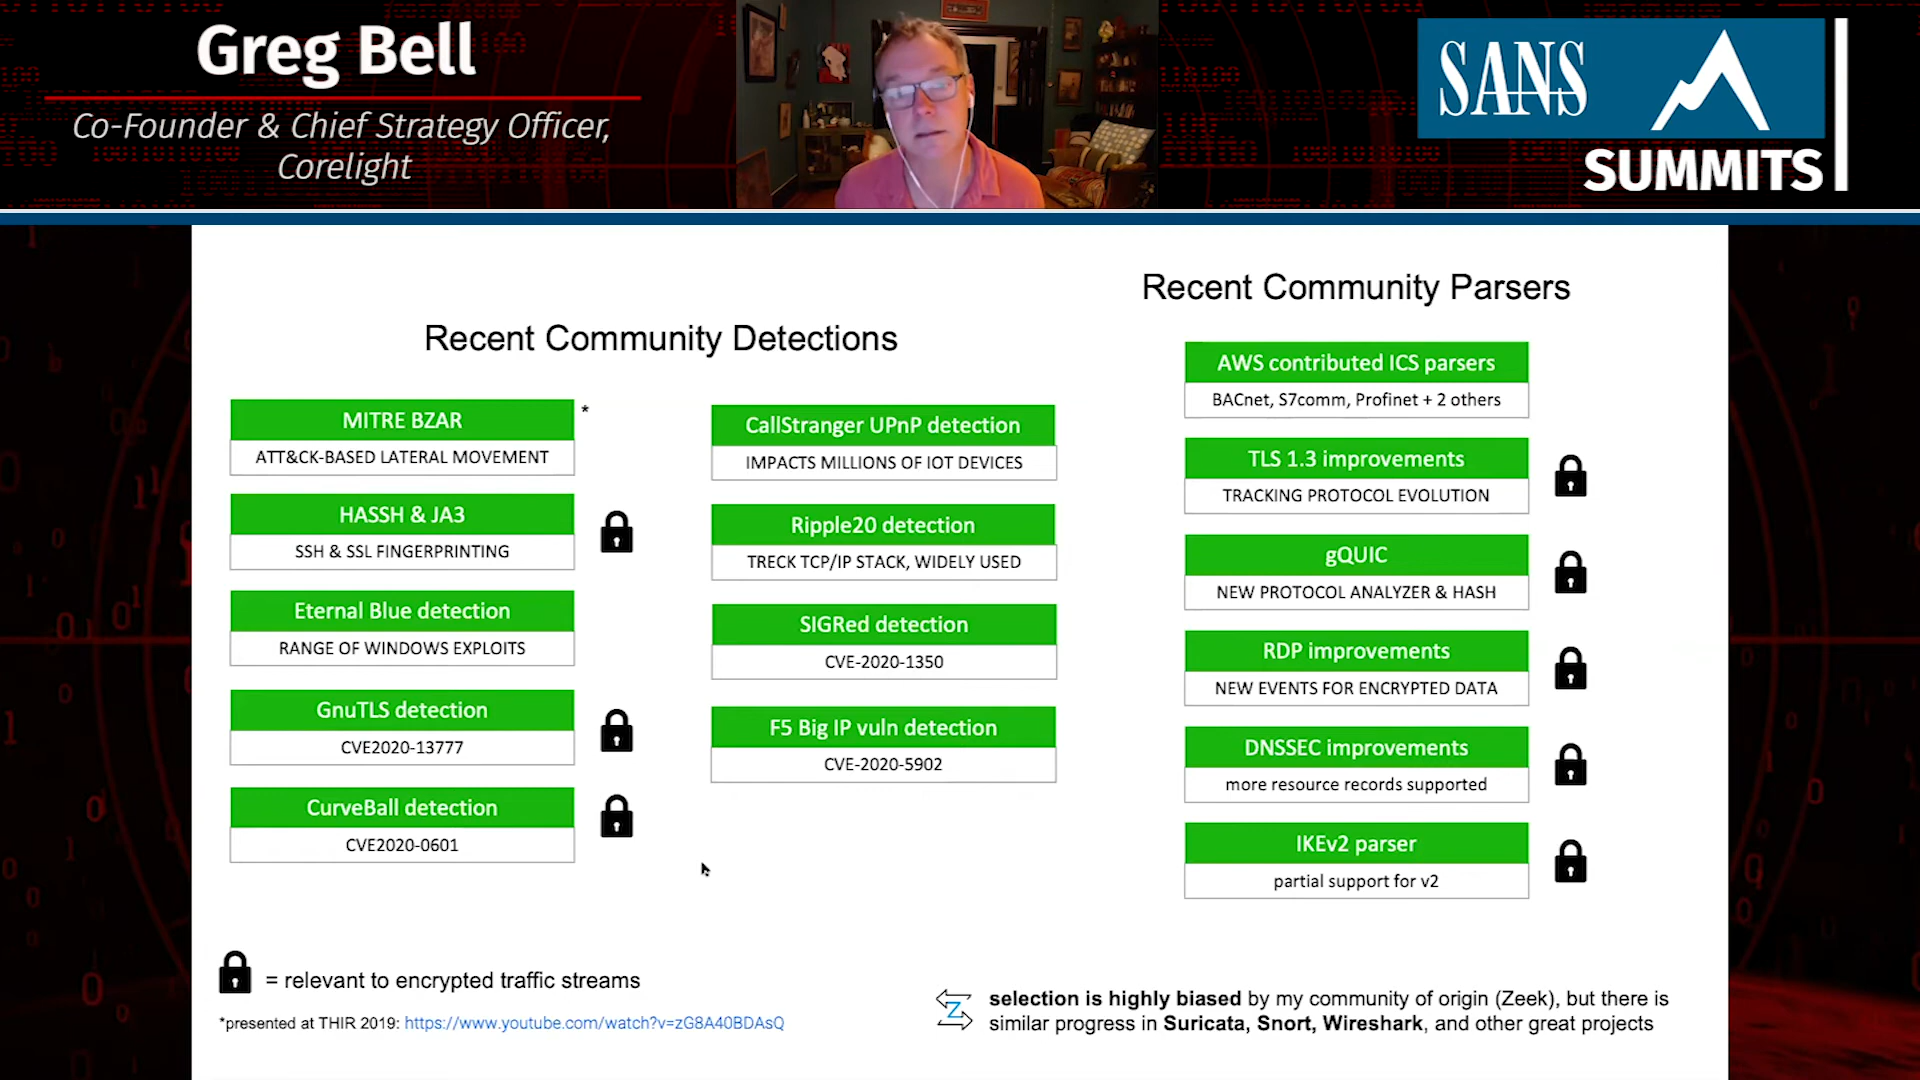 Greg Bell
Co-Founder & Chief Strategy Officer,
Corelight
SANS
SUMMITS
Recent Community Detections
MITRE BZAR
*
ATT&CK-BASED LATERAL MOVEMENT
HASSH & JA3
SSH & SSL FINGERPRINTING
Eternal Blue detection
RANGE OF WINDOWS EXPLOITS
GnuTLS detection
CVE2020-13777
CurveBall detection
CVE2020-0601
CallStranger UPnP detection
IMPACTS MILLIONS OF IOT DEVICES
Ripple20 detection
TRECK TCP/IP STACK, WIDELY USED
SIGRed detection
CVE-2020-1350
F5 Big IP vuln detection
CVE-2020-5902
Recent Community Parsers
AWS contributed ICS parsers
BACnet, S7comm, Profinet + 2 others
TLS 1.3 improvements
TRACKING PROTOCOL EVOLUTION
gQUIC
NEW PROTOCOL ANALYZER & HASH
RDP improvements
NEW EVENTS FOR ENCRYPTED DATA
DNSSEC improvements
more resource records supported
IKEv2 parser
partial support for v2
= relevant to encrypted traffic streams
*presented at THIR 2019: https://www.youtube.com/watch?v=zG8A40BDAsQ
Z
selection is highly biased by my community of origin (Zeek), but there is
similar progress in Suricata, Snort, Wireshark, and other great projects